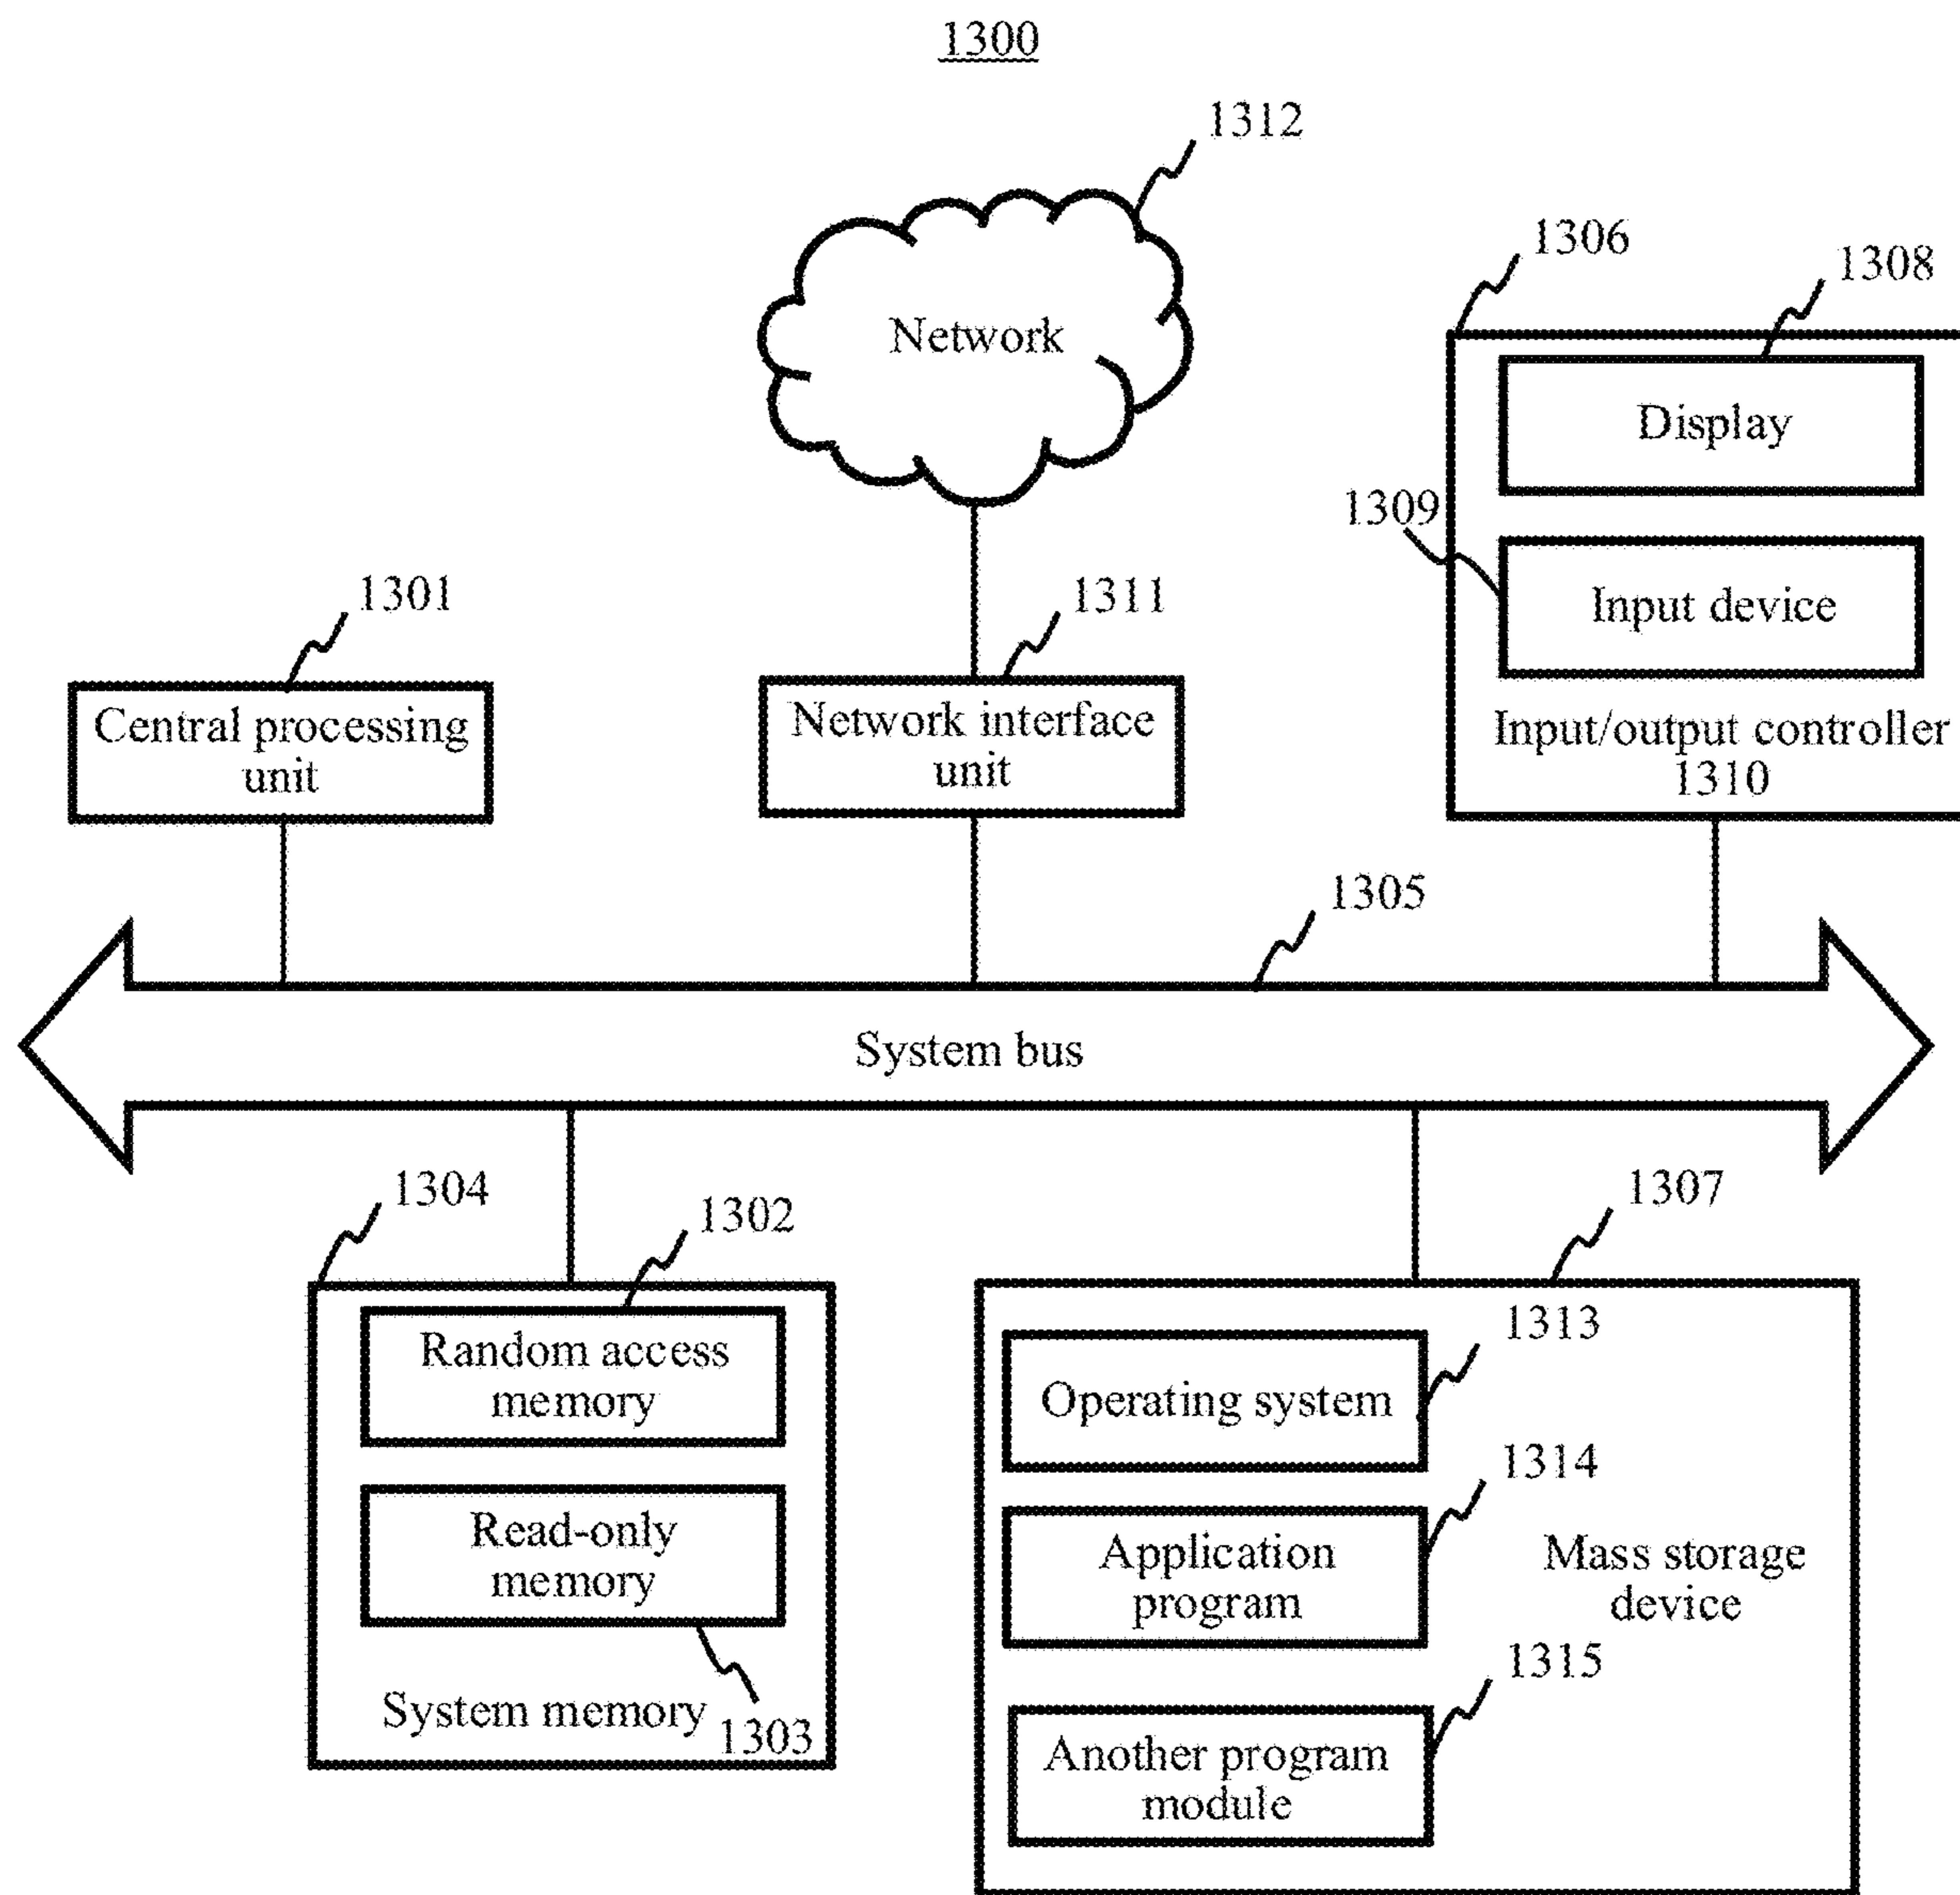 1300
1312
Network
1306
1308
Display
1309
Input device
Input/output controller
1310
1301
Central processing
unit
1311
Network interface
unit
1305
System bus
1304
1302
Random access
memory
Read-only
memory
System memory
1303
1307
1313
Operating system
1314
Application
program
Mass storage
device
1315
Another program
module